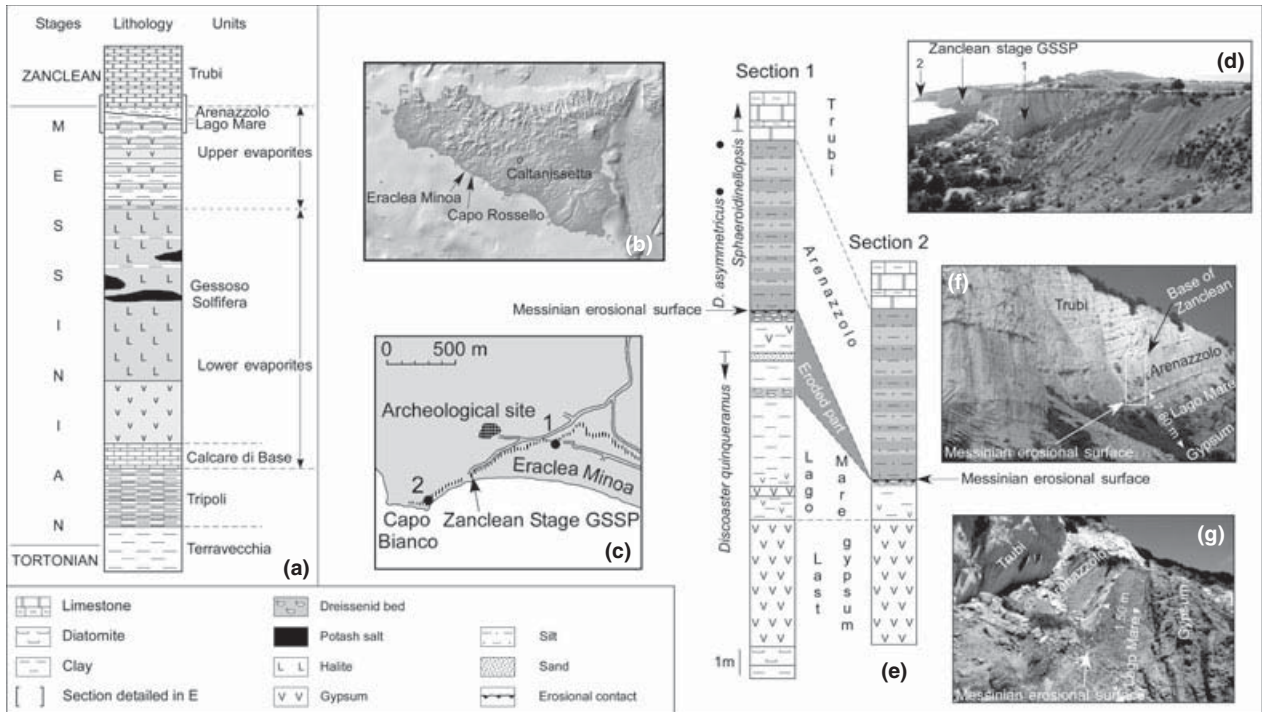 Stages Lithology Units
ZANCLEAN
Trubi
Arenazzolo
Lago Mare
M
Upper evaporites
E
S
S
Gessoso
Solfifera
I
N
Lower evaporites
I
Calcare di Base
A
Tripoli
N
Terravecchia
TORTONIAN
(a)
Caltanissetta
Eraclea Minoa
Capo Rossello
(b)
0 500 m
Archeological site
1
Eraclea Minoa
2
Capo
Bianco
Zanclean Stage GSSP
(c)
Zanclean stage GSSP
2
1
(d)
Section 1
Trubi
Sphaeroidinellopsis
D. asymmetricus
Arenazzolo
Messinian erosional surface
Eroded part
Discoaster quinqueramus
Lago Mare
Last gypsum
1m
Section 2
Messinian erosional surface
(e)
(f)
Trubi
Base of
Zanclean
Arenazzolo
Lago Mare
Gypsum
Messinian erosional surface
(g)
Trubi
Arenazzolo
Lago Mare
Gypsum
Messinian erosional surface
Limestone
Diatomite
Clay
[ ] Section detailed in E
Dreissenid bed
Potash salt
L L Halite
V V Gypsum
Silt
Sand
Erosional contact